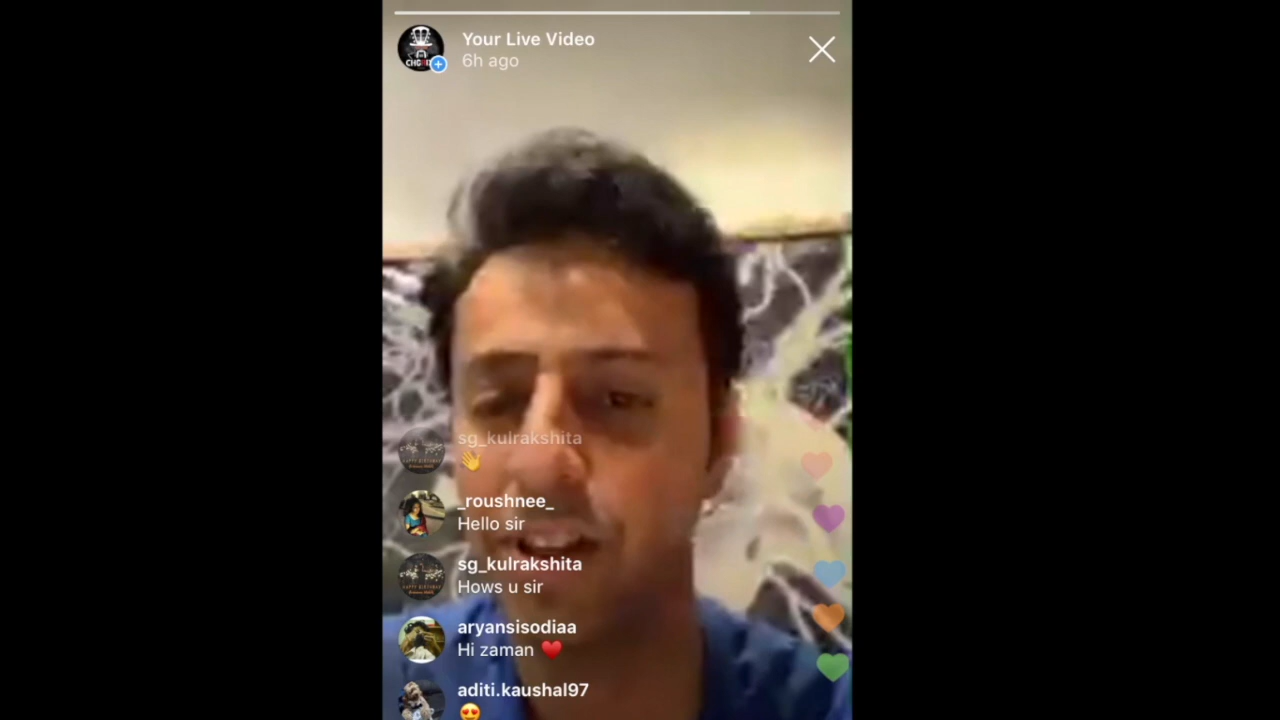 Your Live Video
6h ago
sg_kulrakshita
👋
_roushnee_
Hello sir
sg_kulrakshita
Hows u sir
aryansisodiaa
Hi zaman ❤️
aditi.kaushal97
😍